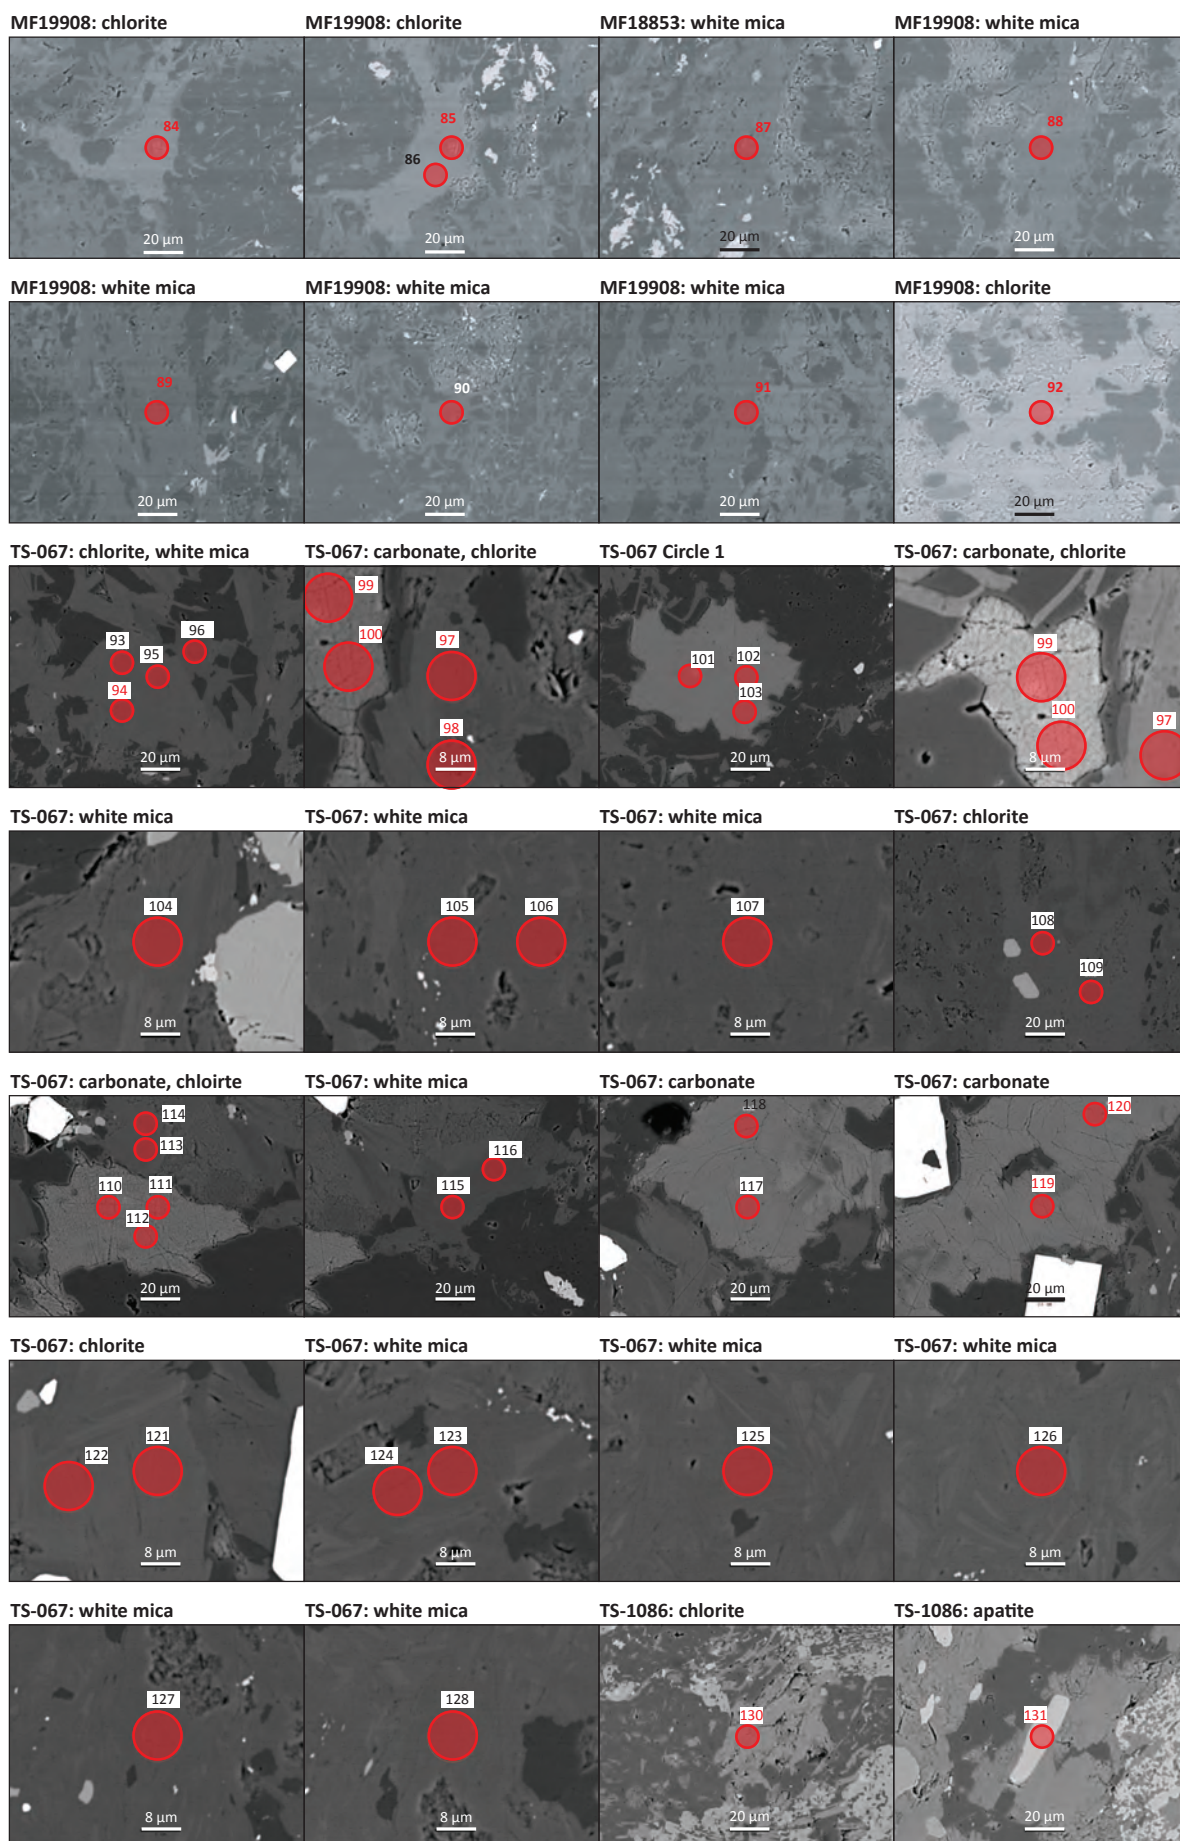 MF19908: chlorite
MF19908: chlorite
MF18853: white mica
MF19908: white mica
84
85
86
87
88
20 µm
20 µm
20 µm
20 µm
MF19908: white mica
MF19908: white mica
MF19908: white mica
MF19908: chlorite
89
90
91
92
20 µm
20 µm
20 µm
20 µm
TS-067: chlorite, white mica
TS-067: carbonate, chlorite
TS-067 Circle 1
TS-067: carbonate, chlorite
93
94
95
96
20 µm
99
100
97
98
8 µm
101
102
103
20 µm
99
100
97
8 µm
TS-067: white mica
TS-067: white mica
TS-067: white mica
TS-067: chlorite
104
105
106
107
108
109
8 µm
8 µm
8 µm
20 µm
TS-067: carbonate, chloirte
TS-067: white mica
TS-067: carbonate
TS-067: carbonate
114
113
110
111
112
20 µm
116
115
20 µm
118
117
20 µm
120
119
20 µm
TS-067: chlorite
TS-067: white mica
TS-067: white mica
TS-067: white mica
121
122
123
124
125
126
8 µm
8 µm
8 µm
8 µm
TS-067: white mica
TS-067: white mica
TS-1086: chlorite
TS-1086: apatite
127
128
130
131
8 µm
8 µm
20 µm
20 µm